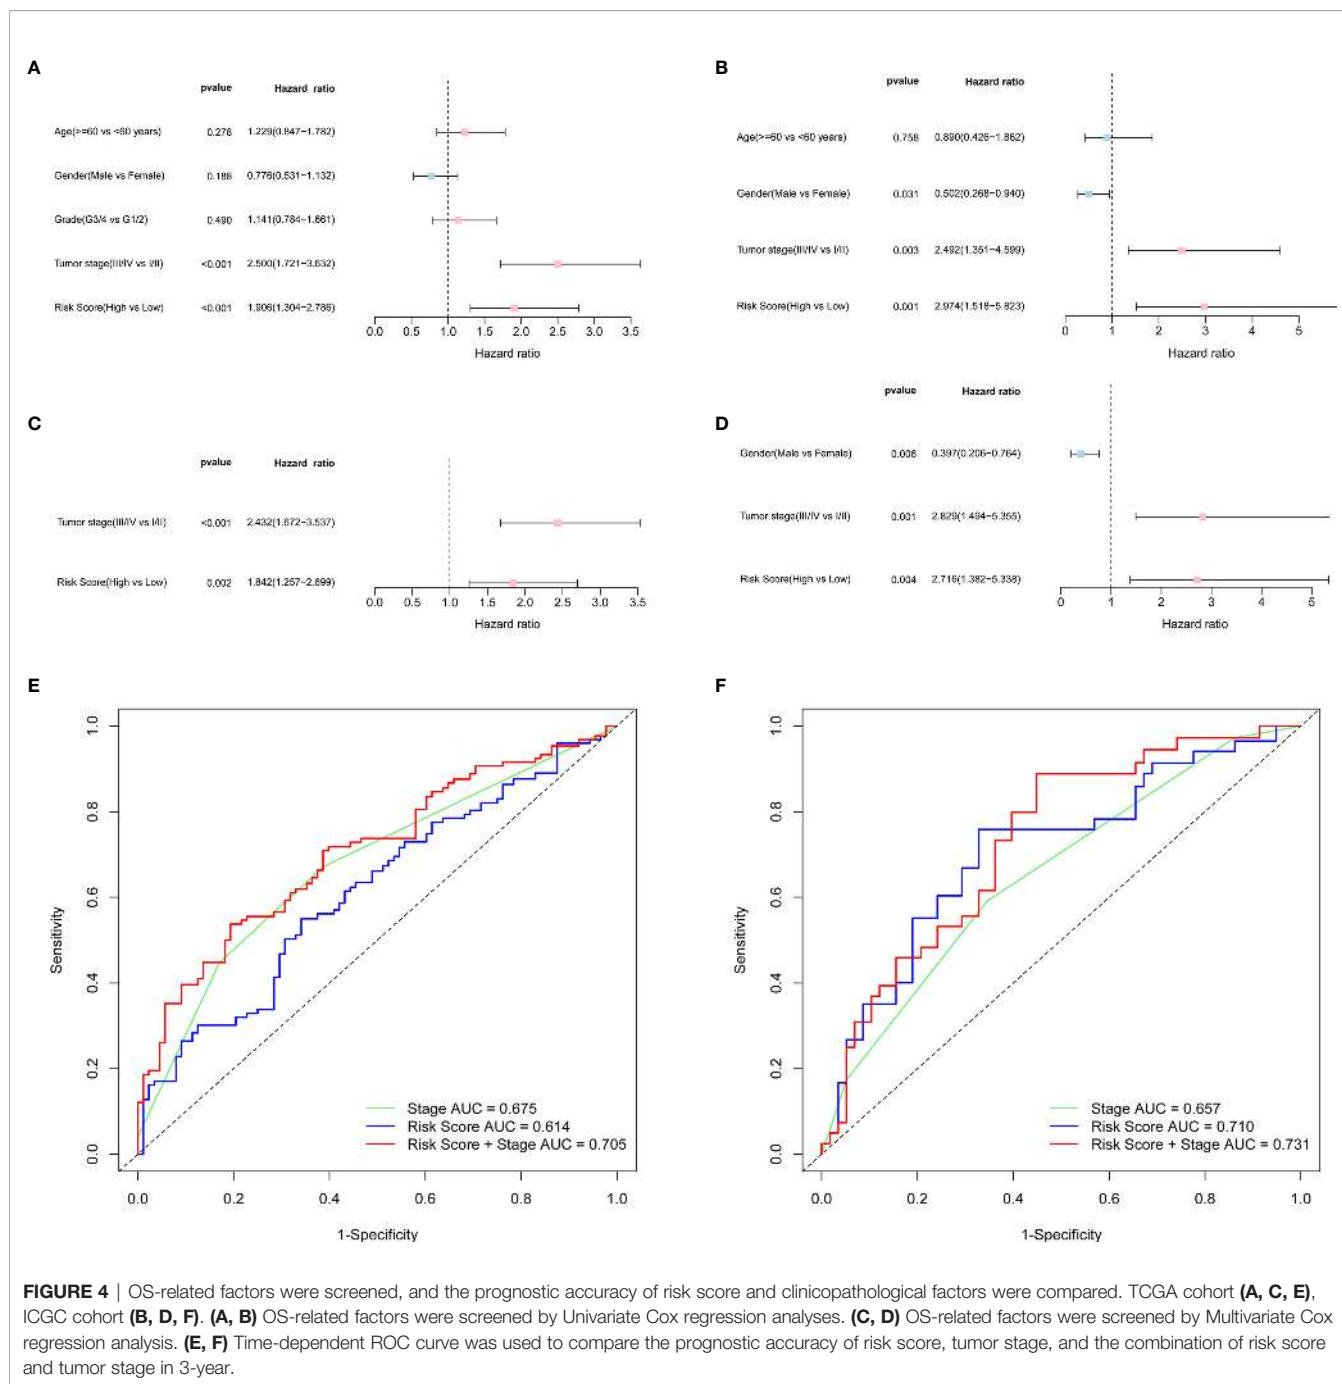 A
pvalue Hazard ratio
Age(>=60 vs <60 years) 0.276 1.229(0.847-1.782)
Gender(Male vs Female) 0.188 0.776(0.531-1.132)
Grade(G3/4 vs G1/2) 0.490 1.141(0.784-1.661)
Tumor stage(III/IV vs I/II) <0.001 2.500(1.721-3.632)
Risk Score(High vs Low) <0.001 1.906(1.304-2.786)
0.0 0.5 1.0 1.5 2.0 2.5 3.0 3.5
Hazard ratio
B
pvalue Hazard ratio
Age(>=60 vs <60 years) 0.758 0.890(0.426-1.862)
Gender(Male vs Female) 0.031 0.502(0.268-0.940)
Tumor stage(III/IV vs I/II) 0.003 2.492(1.351-4.599)
Risk Score(High vs Low) 0.001 2.974(1.518-5.823)
0 1 2 3 4 5
Hazard ratio
C
pvalue Hazard ratio
Tumor stage(III/IV vs I/II) <0.001 2.432(1.672-3.537)
Risk Score(High vs Low) 0.002 1.842(1.257-2.699)
0.0 0.5 1.0 1.5 2.0 2.5 3.0 3.5
Hazard ratio
D
pvalue Hazard ratio
Gender(Male vs Female) 0.006 0.397(0.206-0.764)
Tumor stage(III/IV vs I/II) 0.001 2.829(1.494-5.355)
Risk Score(High vs Low) 0.004 2.716(1.382-5.338)
0 1 2 3 4 5
Hazard ratio
E
Sensitivity
1.0
0.8
0.6
0.4
0.2
0.0
Stage AUC = 0.675
Risk Score AUC = 0.614
Risk Score + Stage AUC = 0.705
0.0 0.2 0.4 0.6 0.8 1.0
1-Specificity
F
Sensitivity
1.0
0.8
0.6
0.4
0.2
0.0
Stage AUC = 0.657
Risk Score AUC = 0.710
Risk Score + Stage AUC = 0.731
0.0 0.2 0.4 0.6 0.8 1.0
1-Specificity
FIGURE 4 | OS-related factors were screened, and the prognostic accuracy of risk score and clinicopathological factors were compared. TCGA cohort (A, C, E),
ICGC cohort (B, D, F). (A, B) OS-related factors were screened by Univariate Cox regression analyses. (C, D) OS-related factors were screened by Multivariate Cox
regression analysis. (E, F) Time-dependent ROC curve was used to compare the prognostic accuracy of risk score, tumor stage, and the combination of risk score
and tumor stage in 3-year.